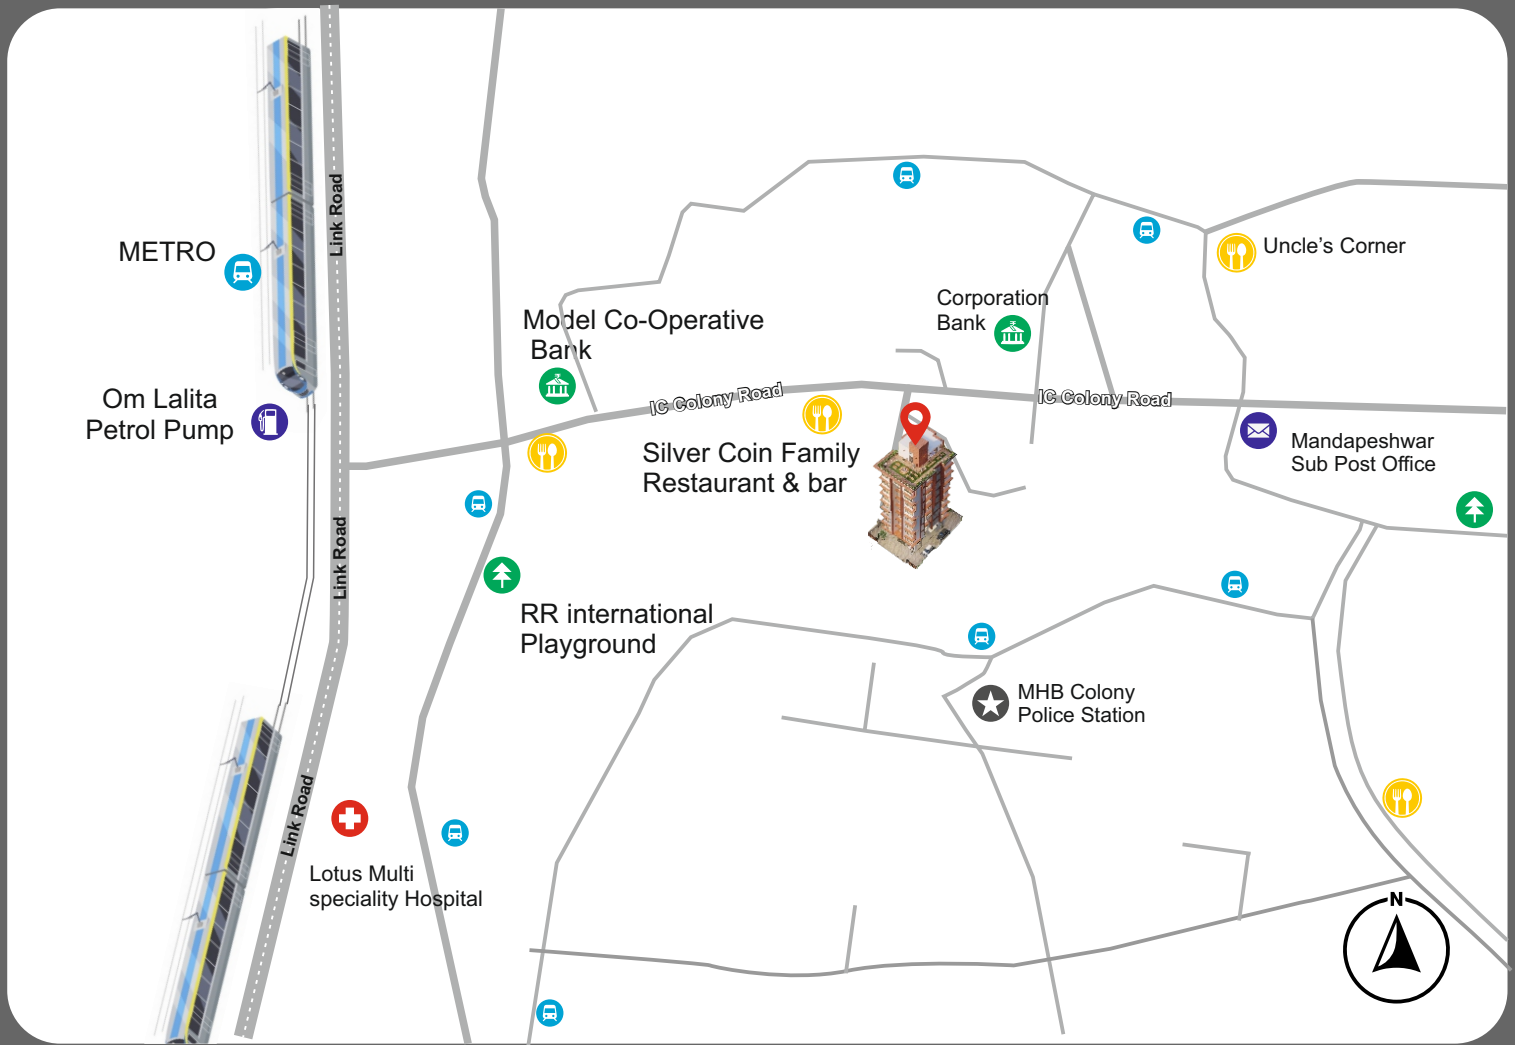 Link Road
METRO
Uncle's Corner
Corporation
Bank
Model Co-Operative
Bank
Om Lalita
Petrol Pump
IC Colony Road
IC Colony Road
Silver Coin Family
Restaurant & bar
Mandapeshwar
Sub Post Office
Link Road
RR international
Playground
MHB Colony
Police Station
Link Road
Lotus Multi
speciality Hospital
N